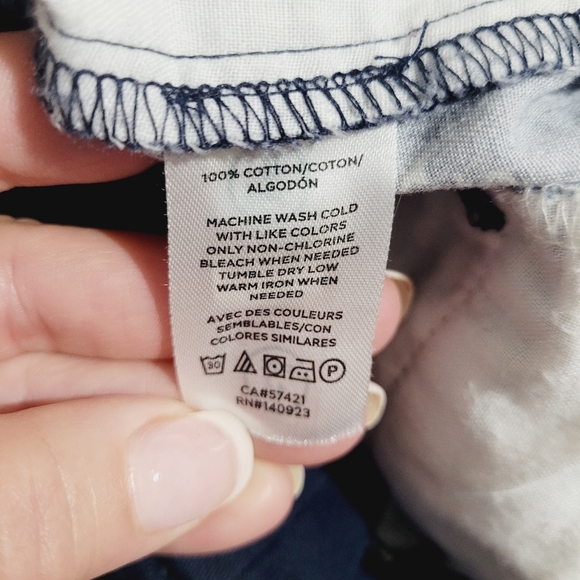 100% COTTON/COTON/
ALGODÓN
MACHINE WASH COLD
WITH LIKE COLORS
ONLY NON-CHLORINE
BLEACH WHEN NEEDED
TUMBLE DRY LOW
WARM IRON WHEN
NEEDED
AVEC DES COULEURS
SEMBLABLES/CON
COLORES SIMILARES
30 P
CA#57421
RN#140923